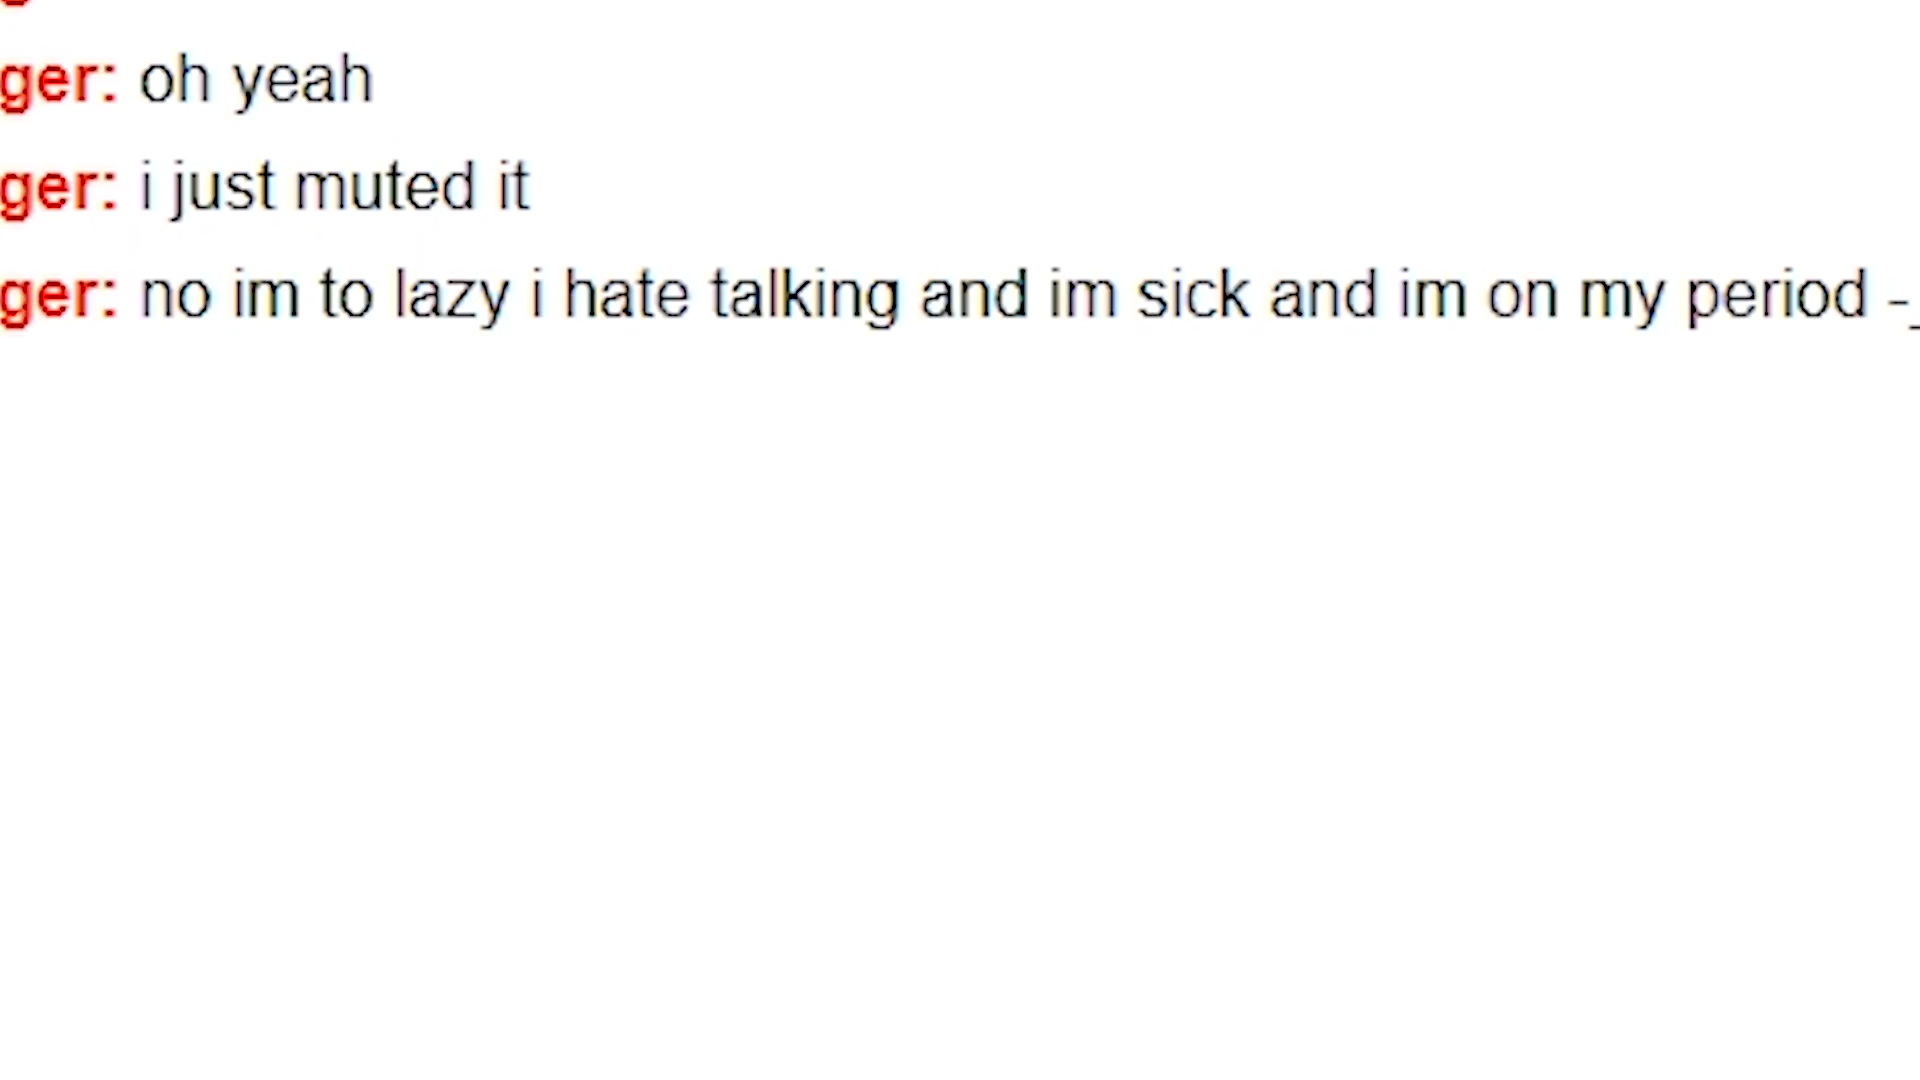 ger: oh yeah
ger: i just muted it
ger: no im to lazy i hate talking and im sick and im on my period -_